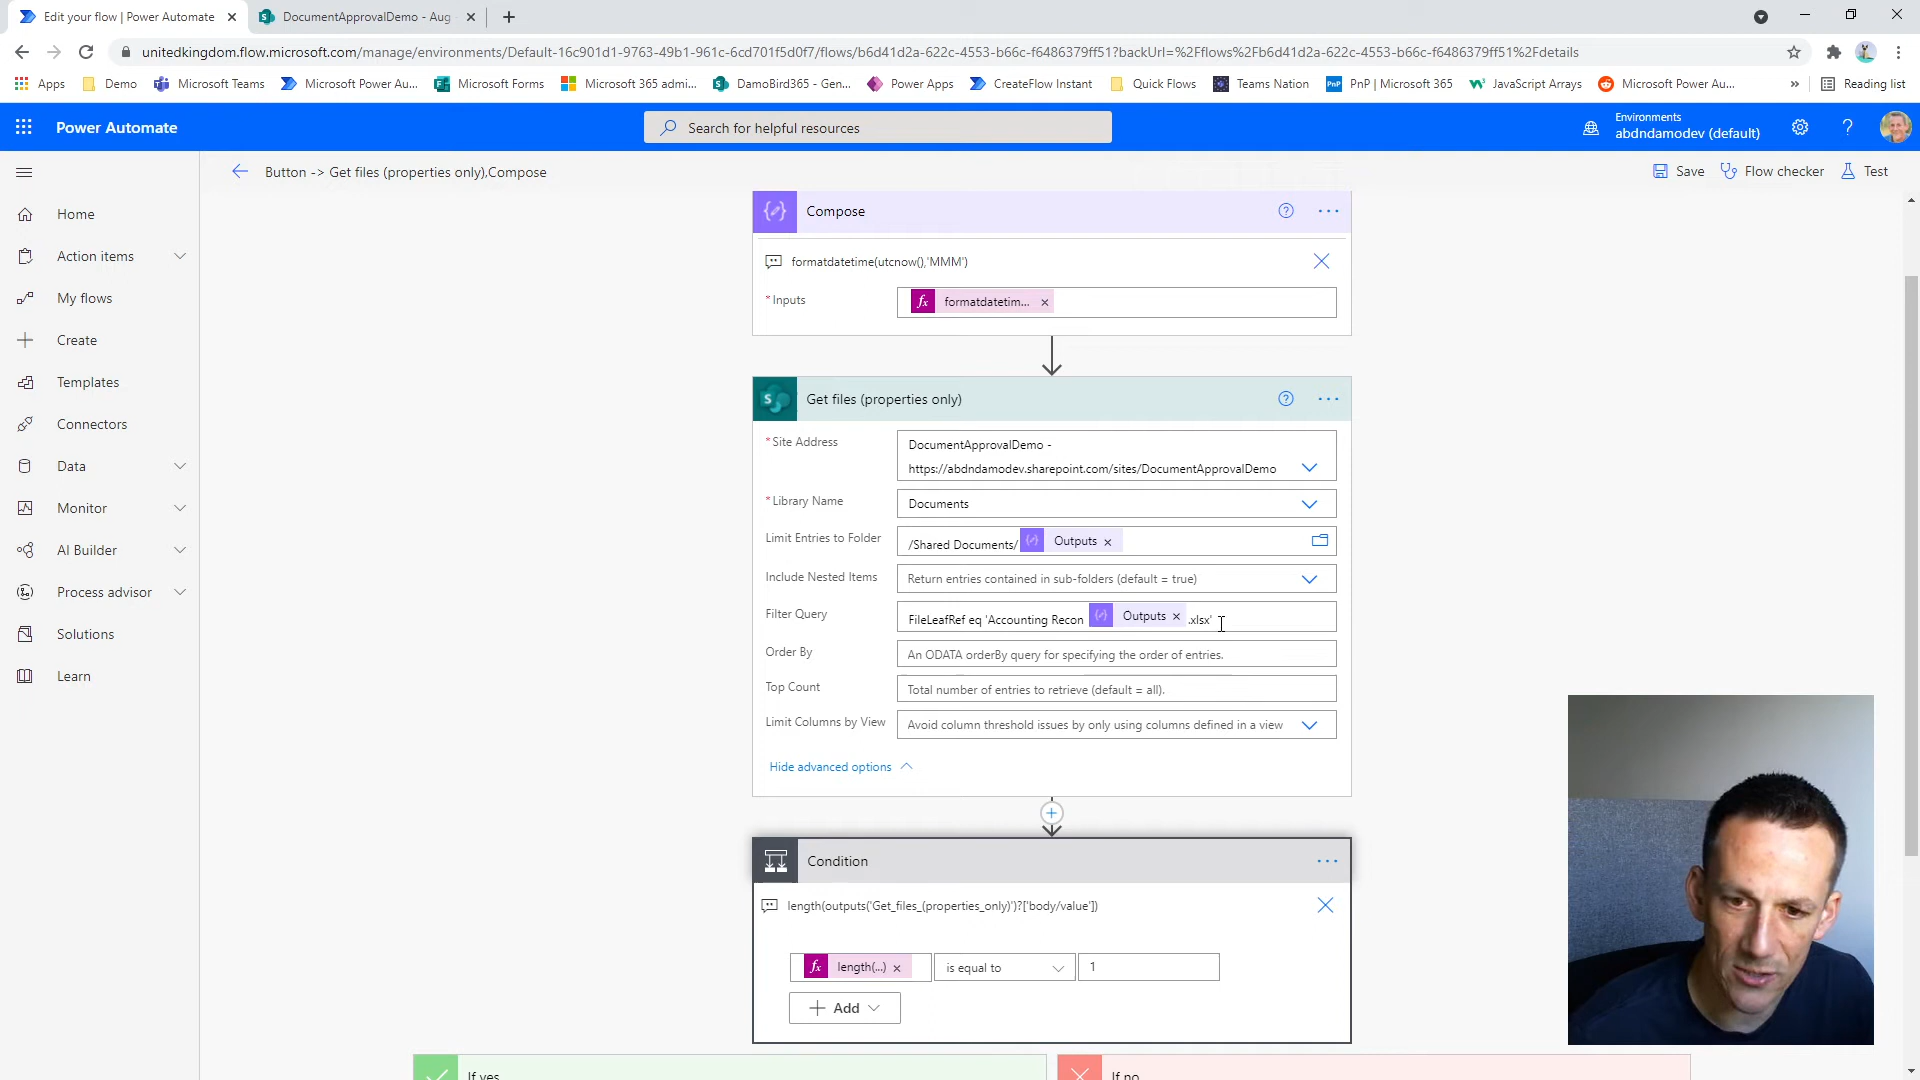 Edit your flow | Power Automate
DocumentApprovalDemo - Aug
unitedkingdom.flow.microsoft.com/manage/environments/Default-16c901d1-9763-49b1-961c-6cd701f5d0f7/flows/b6d41d2a-622c-4553-b66c-f6486379ff51?backUrl=%2Fflows%2Fb6d41d2a-622c-4553-b66c-f6486379ff51%2Fdetails
Apps
Demo
Microsoft Teams
Microsoft Power Au...
Microsoft Forms
Microsoft 365 admi...
DamoBird365 - Gen...
Power Apps
CreateFlow Instant
Quick Flows
Teams Nation
PnP
PnP | Microsoft 365
JavaScript Arrays
Microsoft Power Au...
»
Reading list
Power Automate
Search for helpful resources
Environments
abdndamodev (default)
Button -> Get files (properties only),Compose
Save
Flow checker
Test
Home
Action items
My flows
Create
Templates
Connectors
Data
Monitor
AI Builder
Process advisor
Solutions
Learn
Compose
formatdatetime(utcnow(),'MMM')
*Inputs
fx formatdatetim... ×
Get files (properties only)
*Site Address
DocumentApprovalDemo -
https://abdndamodev.sharepoint.com/sites/DocumentApprovalDemo
*Library Name
Documents
Limit Entries to Folder
/Shared Documents/ Outputs ×
Include Nested Items
Return entries contained in sub-folders (default = true)
Filter Query
FileLeafRef eq 'Accounting Recon Outputs × .xlsx'
Order By
An ODATA orderBy query for specifying the order of entries.
Top Count
Total number of entries to retrieve (default = all).
Limit Columns by View
Avoid column threshold issues by only using columns defined in a view
Hide advanced options
Condition
length(outputs('Get_files_(properties_only)')?['body/value'])
fx length(...) ×
is equal to
1
Add
If yes
If no